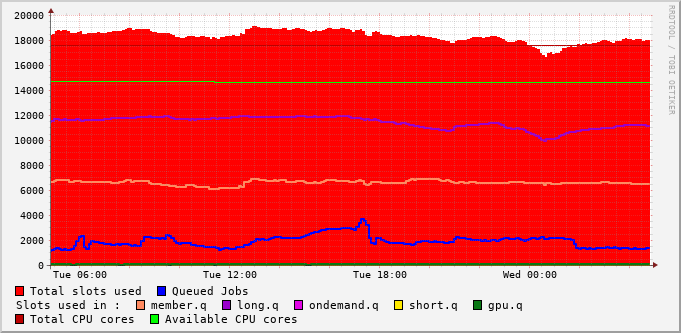 20000
18000
16000
14000
12000
10000
8000
6000
4000
2000
0
Tue 06:00 Tue 12:00 Tue 18:00 Wed 00:00
RRDTOOL / TOBI OETIKER
Total slots used Queued Jobs
Slots used in : member.q long.q ondemand.q short.q gpu.q
Total CPU cores Available CPU cores